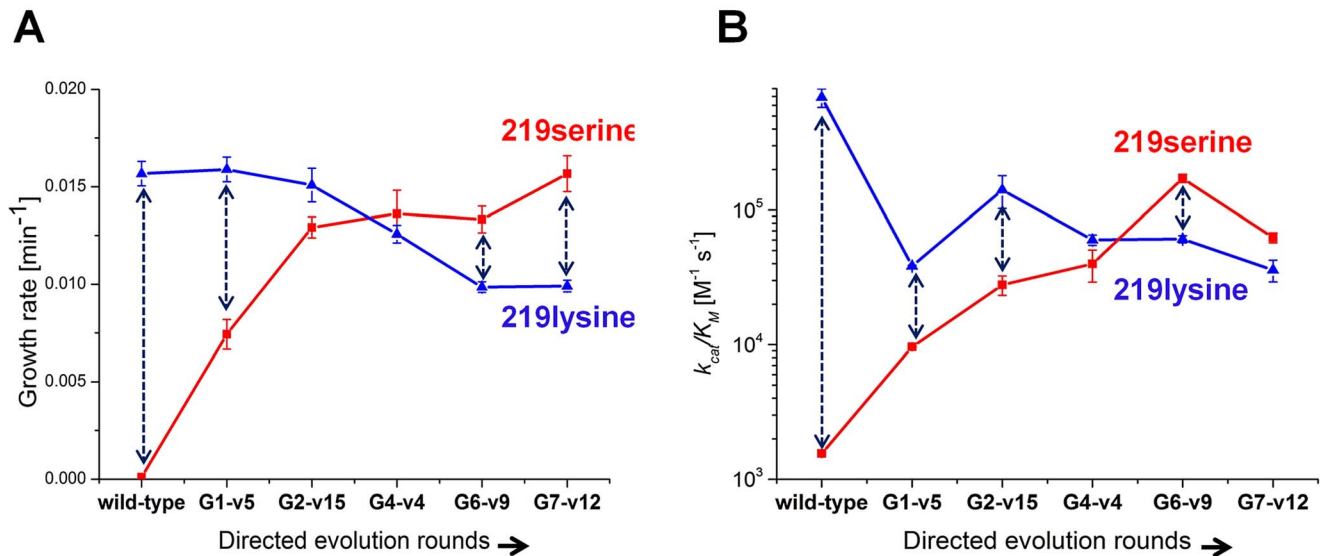 A
Growth rate [min⁻¹]
0.020
0.015
0.010
0.005
0.000
219serine
219lysine
wild-type G1-v5 G2-v15 G4-v4 G6-v9 G7-v12
Directed evolution rounds →
B
kcat/KM [M⁻¹ s⁻¹]
10⁵
10⁴
10³
219serine
219lysine
wild-type G1-v5 G2-v15 G4-v4 G6-v9 G7-v12
Directed evolution rounds →